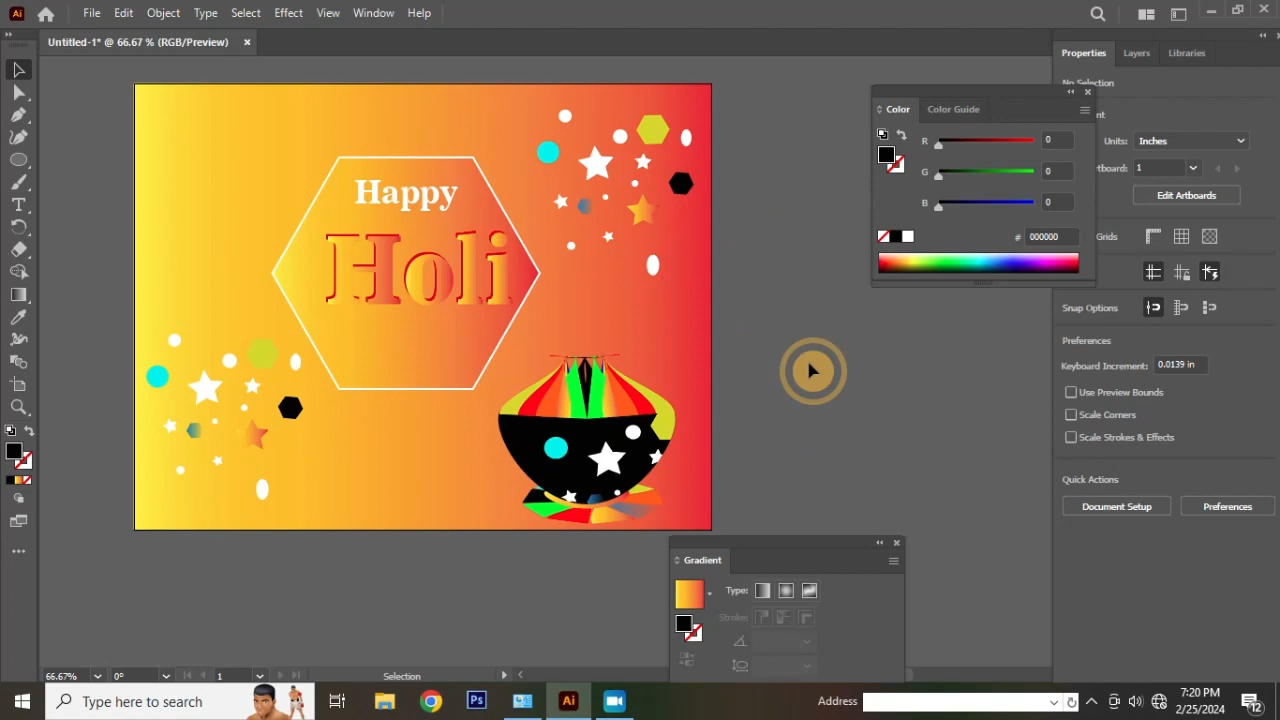 Ai File Edit Object Type Select Effect View Window Help
Untitled-1* @ 66.67 % (RGB/Preview) ×
Properties Layers Libraries
No Selection
Color Color Guide
R 0
Units: Inches
G 0
Artboard: 1
Edit Artboards
B 0
# 000000
Grids
Happy
Holi
Snap Options
Preferences
Keyboard Increment: 0.0139 in
Use Preview Bounds
Scale Corners
Scale Strokes & Effects
Quick Actions
Document Setup Preferences
Gradient
Type:
Stroke:
66.67% 0° 1 Selection
Type here to search Ps Ai Address 7:20 PM
2/25/2024 12